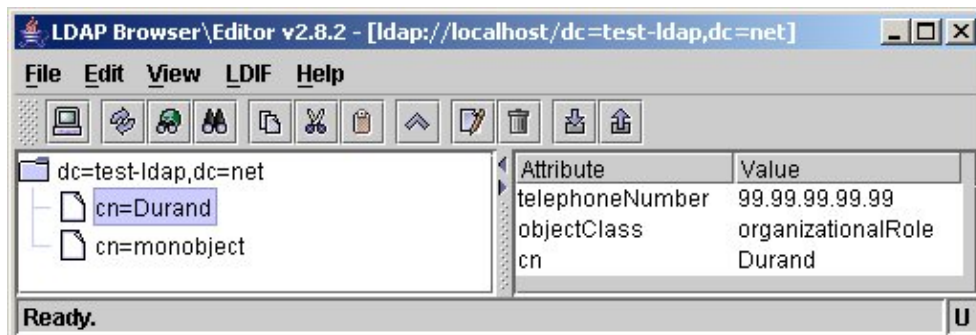 LDAP Browser\Editor v2.8.2 - [ldap://localhost/dc=test-ldap,dc=net]
File Edit View LDIF Help
dc=test-ldap,dc=net
cn=Durand
cn=monobject
Attribute Value
telephoneNumber 99.99.99.99.99
objectClass organizationalRole
cn Durand
Ready. U